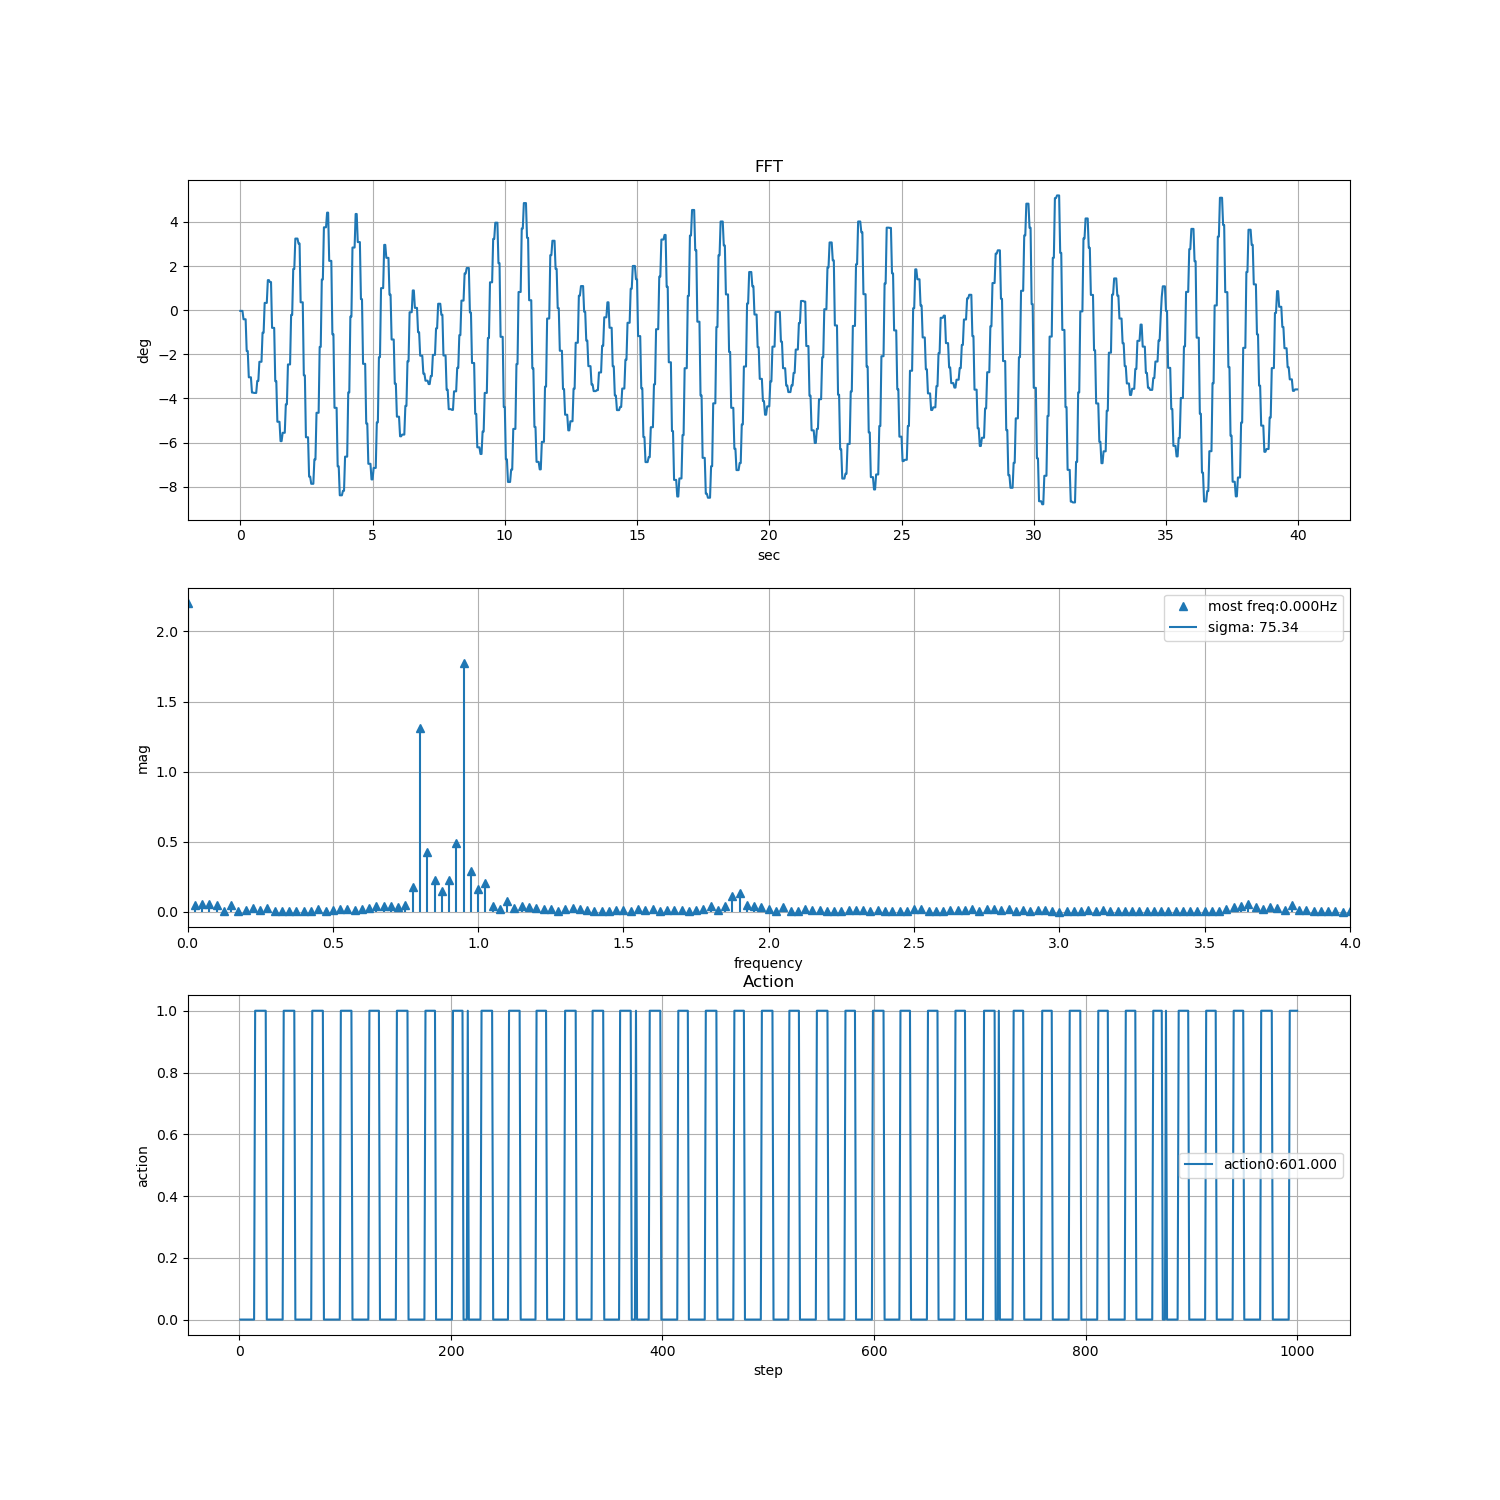 FFT
4
2
0
−2
−4
−6
−8
deg
0 5 10 15 20 25 30 35 40
sec
most freq:0.000Hz
sigma: 75.34
2.0
1.5
1.0
0.5
0.0
mag
0.0 0.5 1.0 1.5 2.0 2.5 3.0 3.5 4.0
frequency
Action
1.0
0.8
0.6
0.4
0.2
0.0
action
action0:601.000
0 200 400 600 800 1000
step